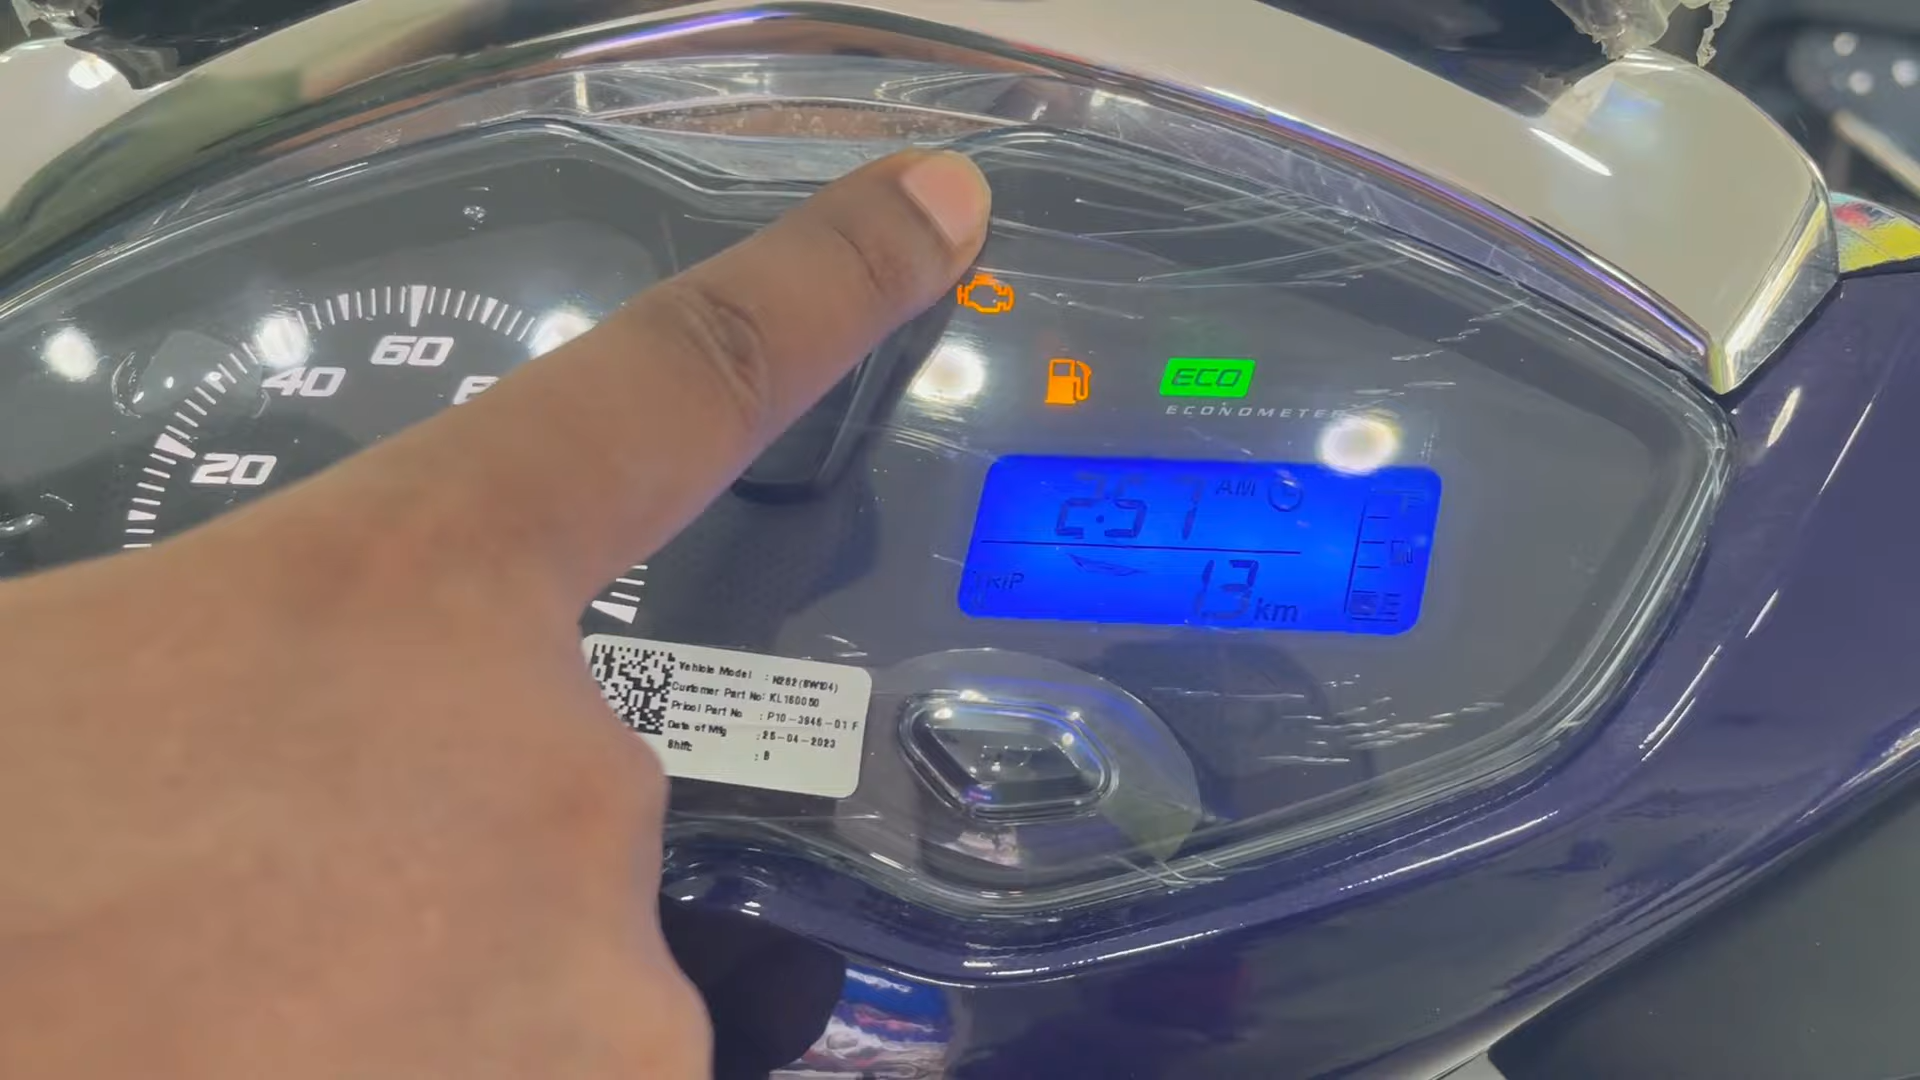 60
40
20
ECO
ECONOMETER
2:57 AM
F
TRIP
1.3 km
E
Vehicle Model : N282(BW104)
Customer Part No: KL160050
Pricol Part No : P10-3946-01 F
Date of Mfg : 25-04-2023
Shift : B